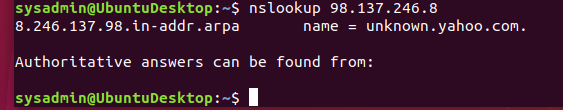 sysadmin@UbuntuDesktop:~$ nslookup 98.137.246.8
8.246.137.98.in-addr.arpa name = unknown.yahoo.com.
Authoritative answers can be found from:
sysadmin@UbuntuDesktop:~$